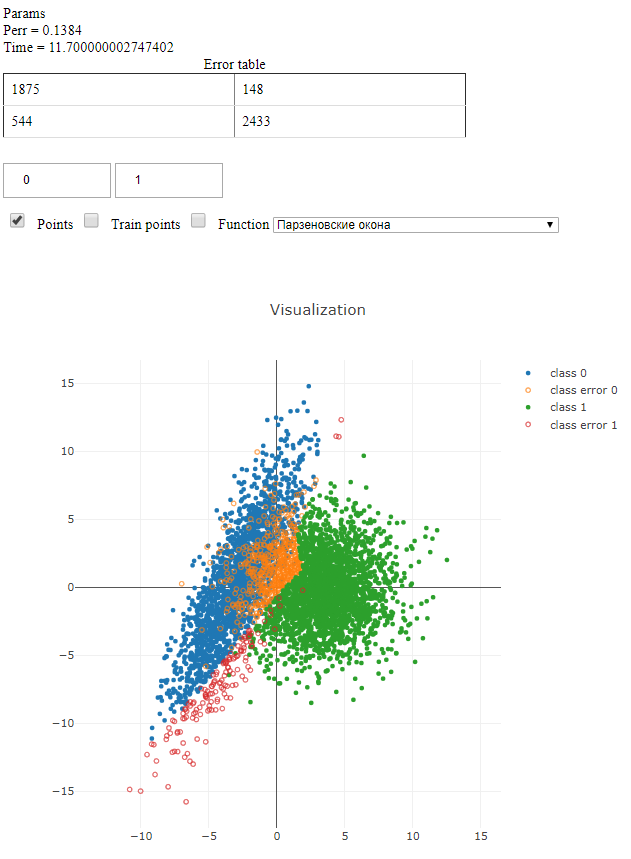 Params
Perr = 0.1384
Time = 11.700000002747402
Error table
1875 148
544 2433
0 1
Points Train points Function Парзеновские окона
Visualization
class 0
class error 0
class 1
class error 1
15
10
5
0
−5
−10
−15
−10 −5 0 5 10 15